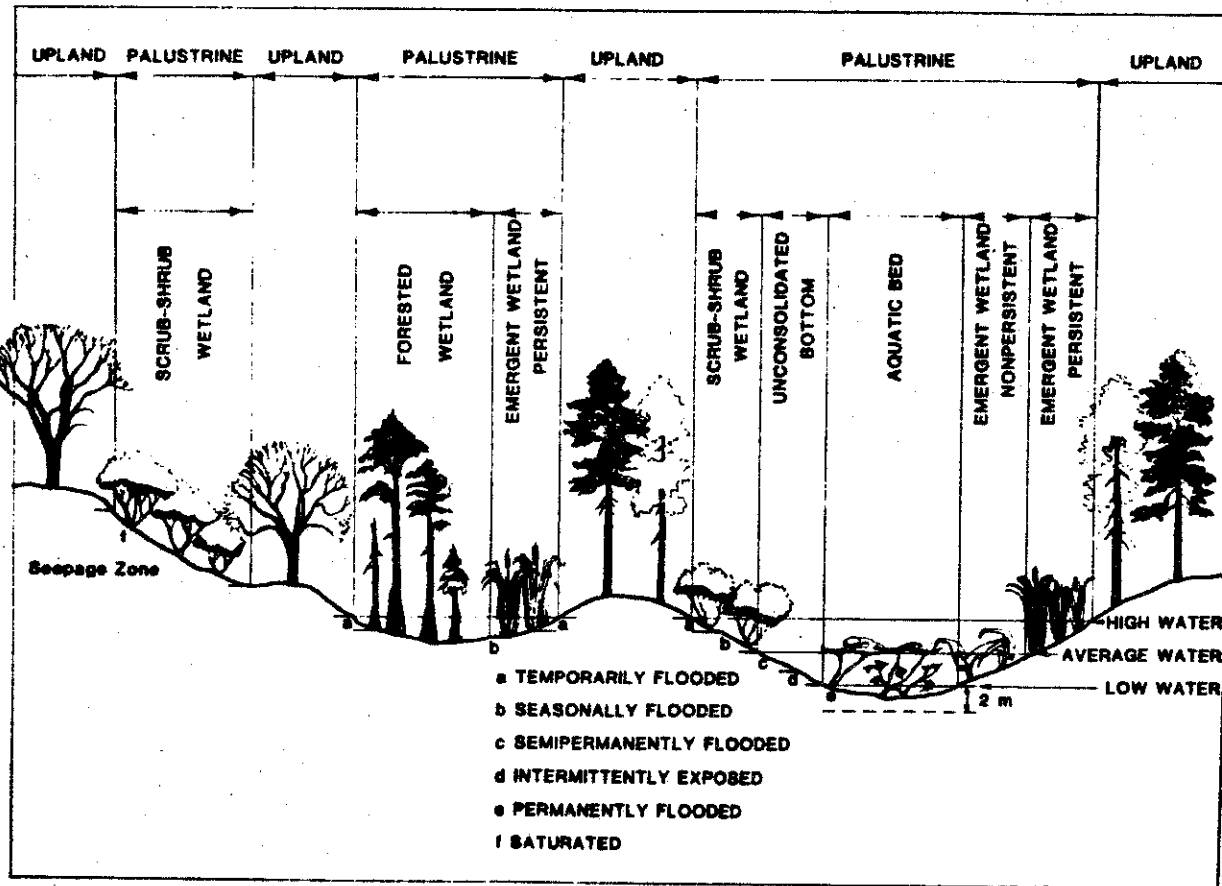 UPLAND PALUSTRINE UPLAND PALUSTRINE UPLAND PALUSTRINE UPLAND
SCRUB-SHRUB
WETLAND
FORESTED
WETLAND
EMERGENT WETLAND
PERSISTENT
SCRUB-SHRUB
WETLAND
UNCONSOLIDATED
BOTTOM
AQUATIC BED
EMERGENT WETLAND
NONPERSISTENT
EMERGENT WETLAND
PERSISTENT
f
Seepage Zone
a
b
a
a
b
c
d
e
HIGH WATER
AVERAGE WATER
LOW WATER
2 m
a TEMPORARILY FLOODED
b SEASONALLY FLOODED
c SEMIPERMANENTLY FLOODED
d INTERMITTENTLY EXPOSED
e PERMANENTLY FLOODED
f SATURATED